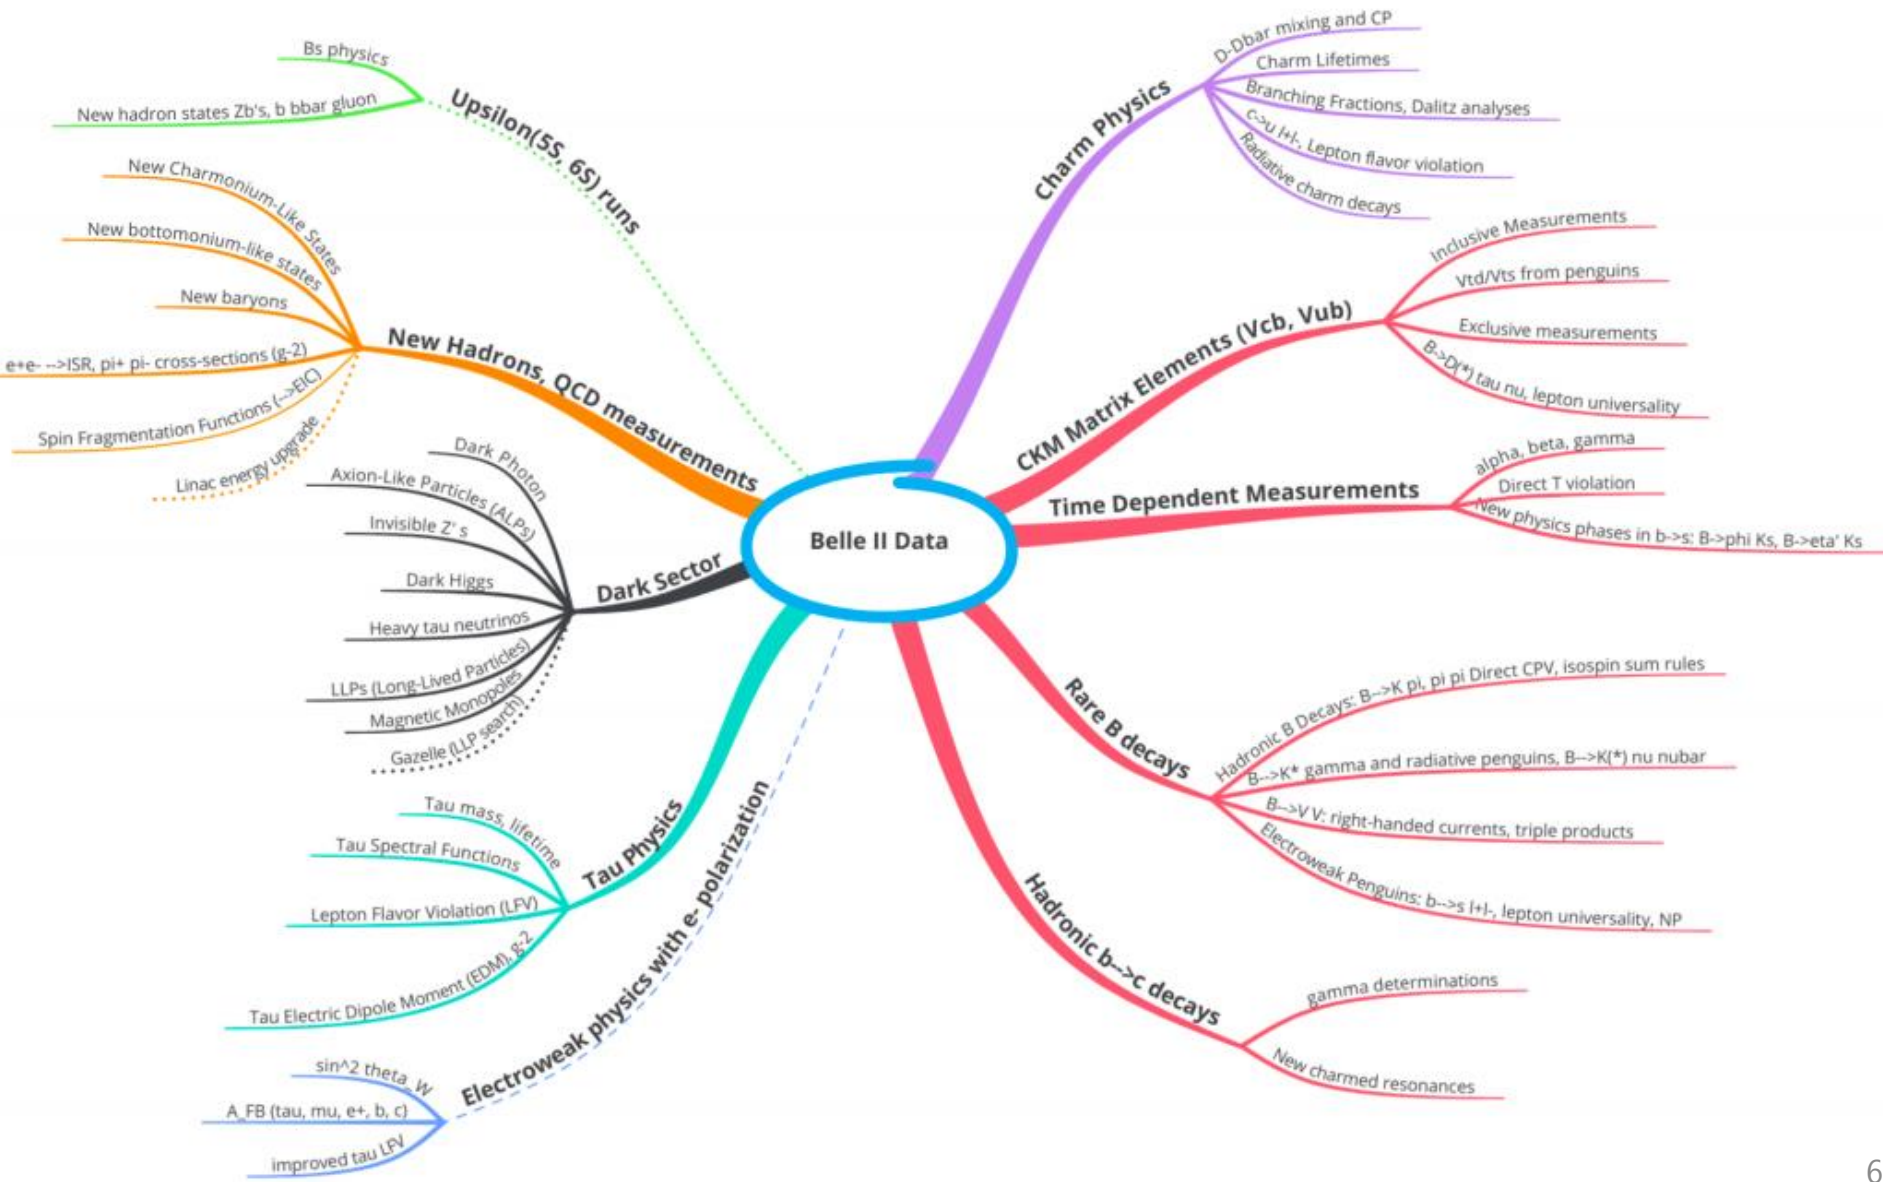 Belle II Data
Upsilon(5S, 6S) runs
Bs physics
New hadron states Zb's, b bbar gluon
New Hadrons, QCD measurements
New Charmonium-Like States
New bottomonium-like states
New baryons
e+e- -->ISR, pi+ pi- cross-sections (g-2)
Spin Fragmentation Functions (-->EIC)
Linac energy upgrade
Dark Sector
Dark Photon
Axion-Like Particles (ALPs)
Invisible Z' s
Dark Higgs
Heavy tau neutrinos
LLPs (Long-Lived Particles)
Magnetic Monopoles
Gazelle (LLP search)
Tau Physics
Tau mass, lifetime
Tau Spectral Functions
Lepton Flavor Violation (LFV)
Tau Electric Dipole Moment (EDM), g-2
Electroweak physics with e- polarization
sin^2 theta_W
A_FB (tau, mu, e+, b, c)
improved tau LFV
Charm Physics
D-Dbar mixing and CP
Charm Lifetimes
Branching Fractions, Dalitz analyses
c->u l+l-, Lepton flavor violation
Radiative charm decays
CKM Matrix Elements (Vcb, Vub)
Inclusive Measurements
Vtd/Vts from penguins
Exclusive measurements
B->D(*) tau nu, lepton universality
Time Dependent Measurements
alpha, beta, gamma
Direct T violation
New physics phases in b->s: B->phi Ks, B->eta' Ks
Rare B decays
Hadronic B Decays: B-->K pi, pi pi Direct CPV, isospin sum rules
B-->K* gamma and radiative penguins, B-->K(*) nu nubar
B-->V V: right-handed currents, triple products
Electroweak Penguins: b-->s l+l-, lepton universality, NP
Hadronic b-->c decays
gamma determinations
New charmed resonances
6